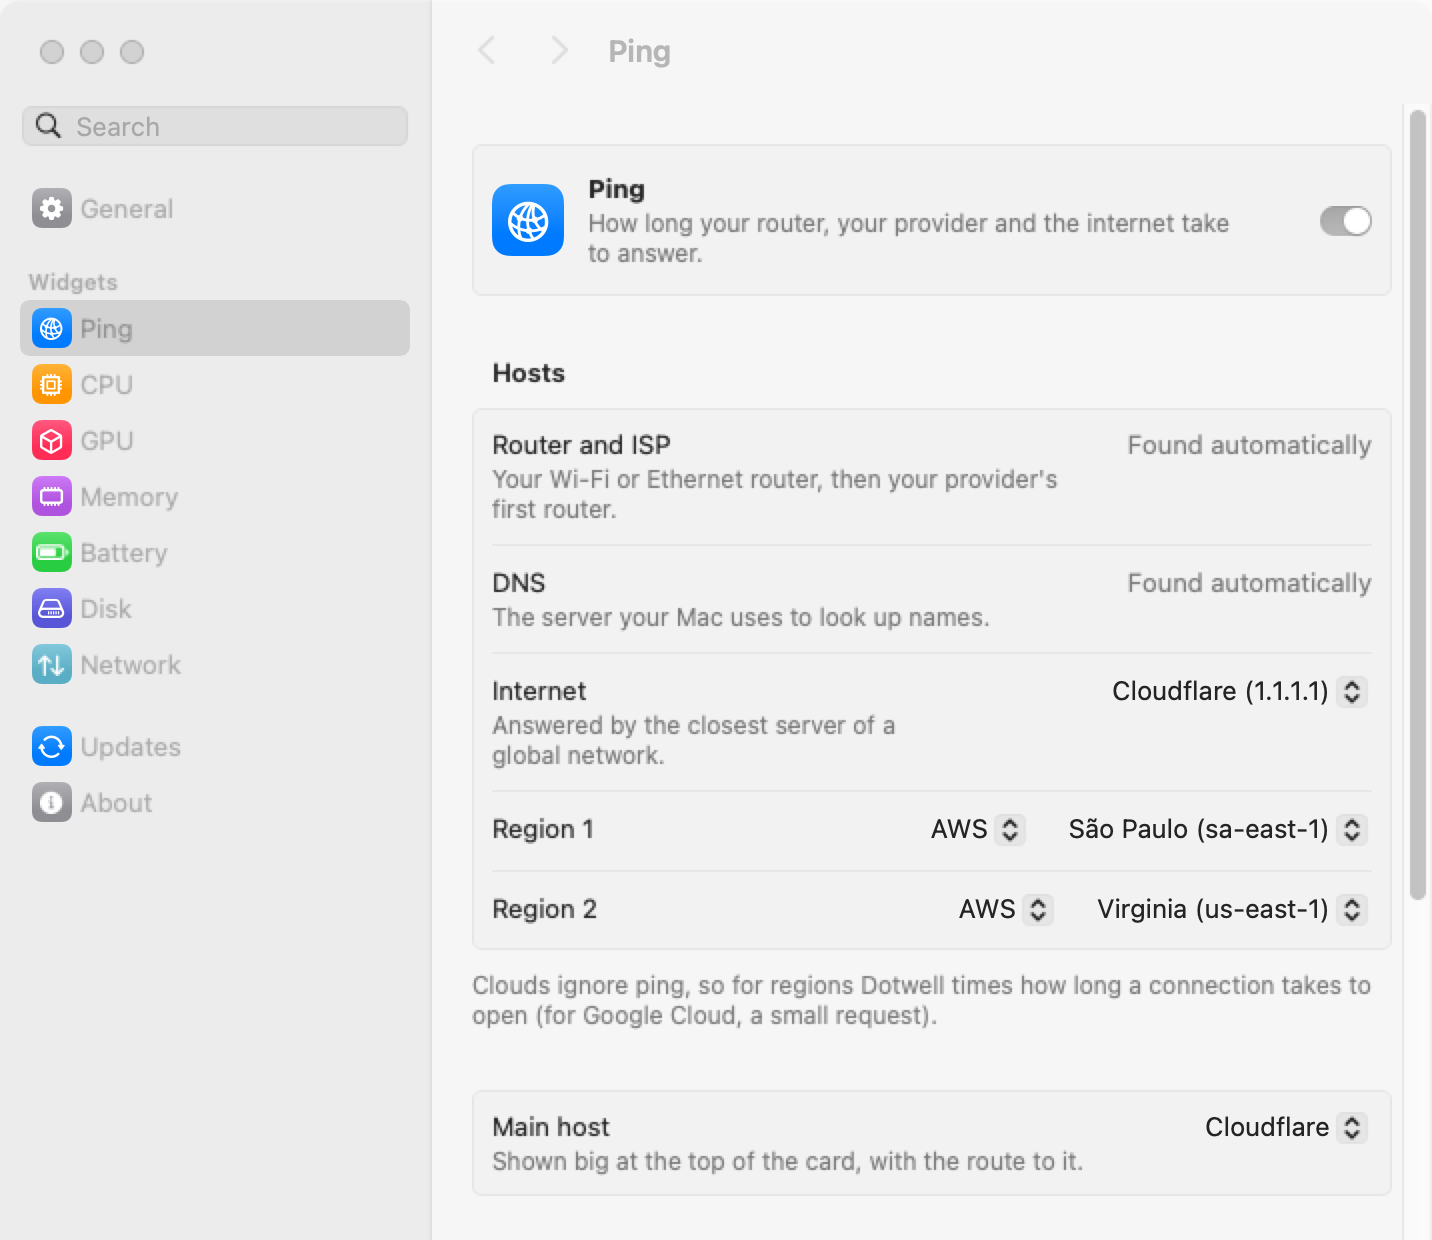 Ping
Search
General
Widgets
Ping
CPU
GPU
Memory
Battery
Disk
Network
Updates
About
Ping
How long your router, your provider and the internet take
to answer.
Hosts
Router and ISP
Found automatically
Your Wi-Fi or Ethernet router, then your provider's
first router.
DNS
Found automatically
The server your Mac uses to look up names.
Internet
Cloudflare (1.1.1.1)
Answered by the closest server of a
global network.
Region 1
AWS
São Paulo (sa-east-1)
Region 2
AWS
Virginia (us-east-1)
Clouds ignore ping, so for regions Dotwell times how long a connection takes to
open (for Google Cloud, a small request).
Main host
Cloudflare
Shown big at the top of the card, with the route to it.